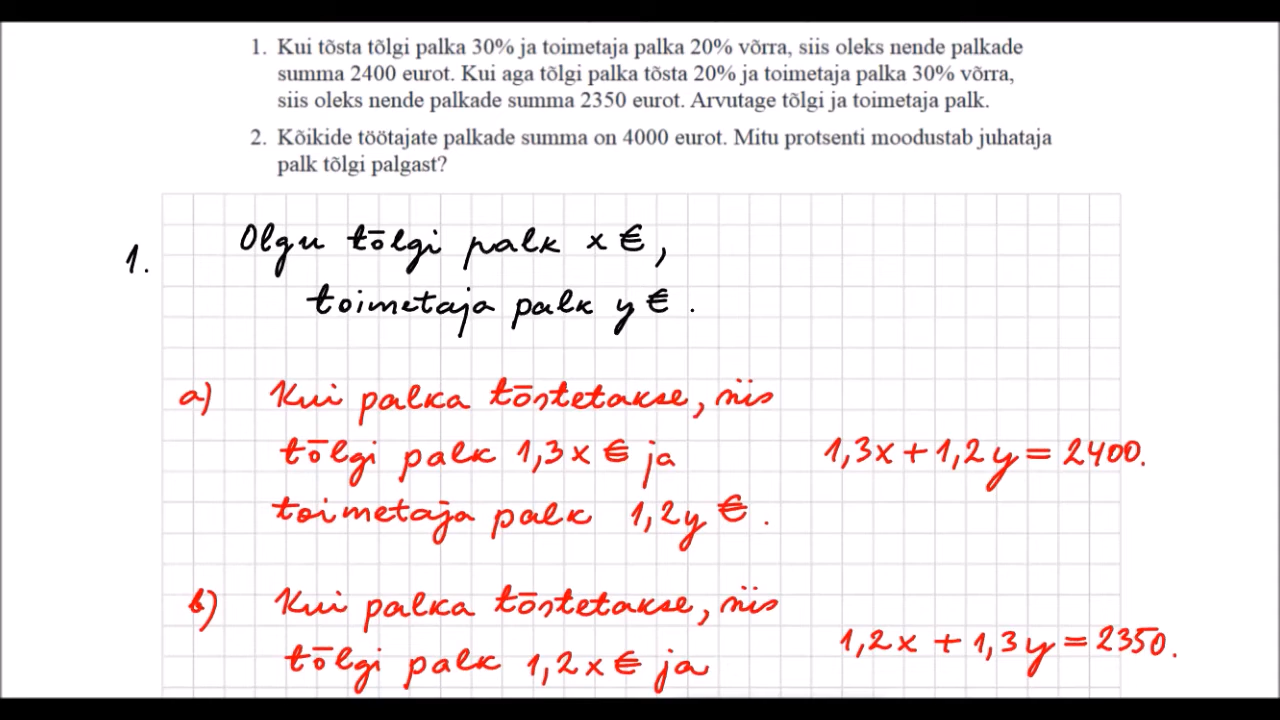 1. Kui tõsta tõlgi palka 30% ja toimetaja palka 20% võrra, siis oleks nende palkade
summa 2400 eurot. Kui aga tõlgi palka tõsta 20% ja toimetaja palka 30% võrra,
siis oleks nende palkade summa 2350 eurot. Arvutage tõlgi ja toimetaja palk.
2. Kõikide töötajate palkade summa on 4000 eurot. Mitu protsenti moodustab juhataja
palk tõlgi palgast?
1. Olgu tõlgi palk x €,
toimetaja palk y €.
a) Kui palka tõstetakse, siis
tõlgi palk 1,3x € ja
toimetaja palk 1,2y €.
1,3x + 1,2y = 2400.
b) Kui palka tõstetakse, siis
tõlgi palk 1,2x € ja
1,2x + 1,3y = 2350.